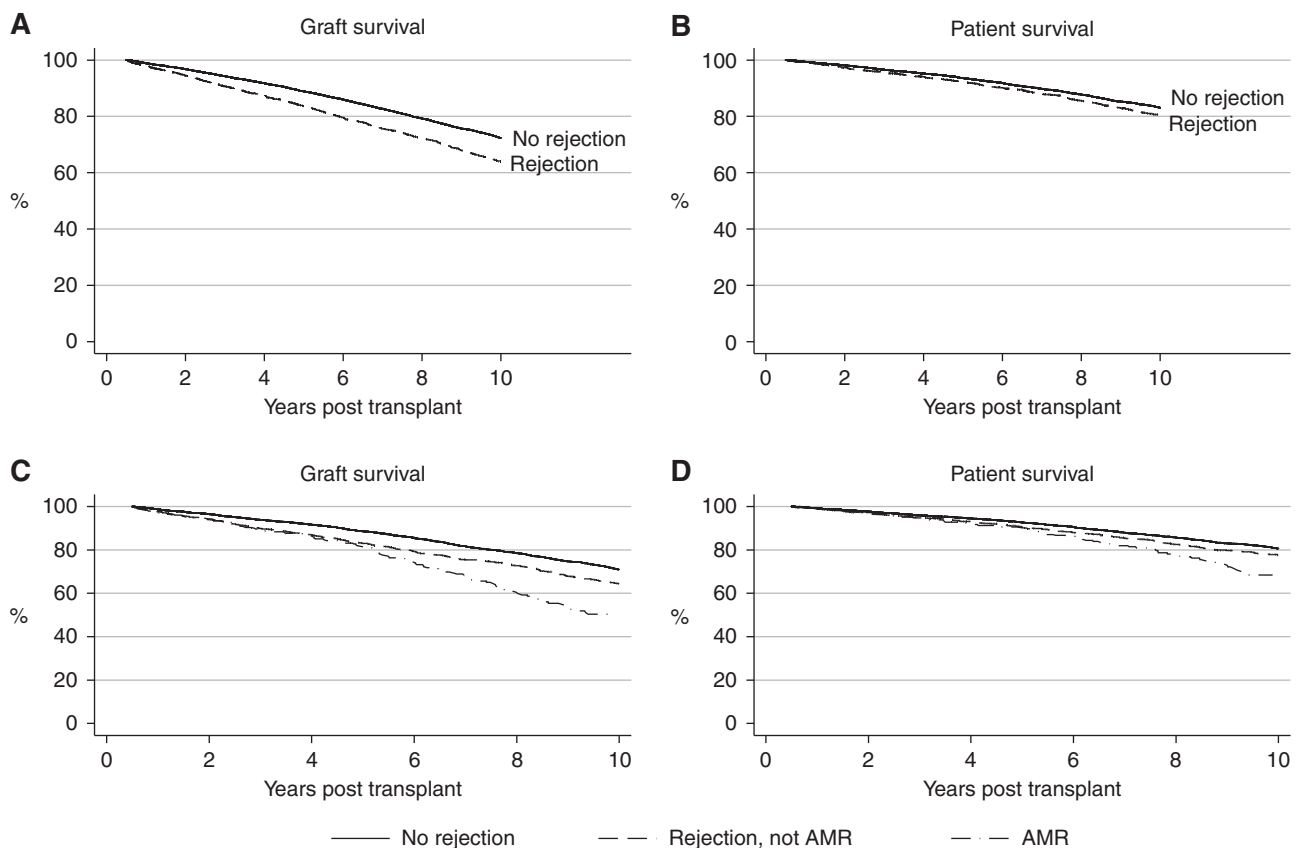 A
Graft survival
100
80
60
%
40
20
0
0 2 4 6 8 10
Years post transplant
No rejection
Rejection
B
Patient survival
100
80
60
%
40
20
0
0 2 4 6 8 10
Years post transplant
No rejection
Rejection
C
Graft survival
100
80
60
%
40
20
0
0 2 4 6 8 10
Years post transplant
D
Patient survival
100
80
60
%
40
20
0
0 2 4 6 8 10
Years post transplant
No rejection Rejection, not AMR AMR